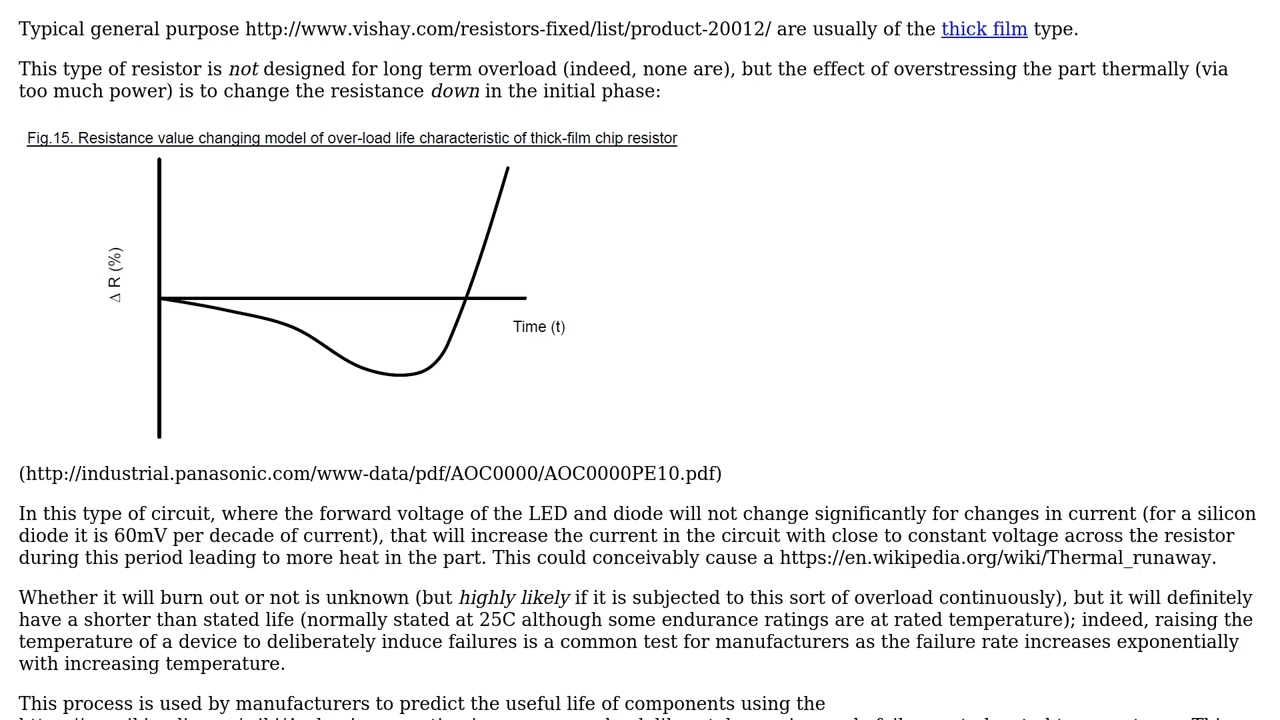 Typical general purpose http://www.vishay.com/resistors-fixed/list/product-20012/ are usually of the thick film type.
This type of resistor is not designed for long term overload (indeed, none are), but the effect of overstressing the part thermally (via
too much power) is to change the resistance down in the initial phase:
Fig.15. Resistance value changing model of over-load life characteristic of thick-film chip resistor
Δ R (%)
Time (t)
(http://industrial.panasonic.com/www-data/pdf/AOC0000/AOC0000PE10.pdf)
In this type of circuit, where the forward voltage of the LED and diode will not change significantly for changes in current (for a silicon
diode it is 60mV per decade of current), that will increase the current in the circuit with close to constant voltage across the resistor
during this period leading to more heat in the part. This could conceivably cause a https://en.wikipedia.org/wiki/Thermal_runaway.
Whether it will burn out or not is unknown (but highly likely if it is subjected to this sort of overload continuously), but it will definitely
have a shorter than stated life (normally stated at 25C although some endurance ratings are at rated temperature); indeed, raising the
temperature of a device to deliberately induce failures is a common test for manufacturers as the failure rate increases exponentially
with increasing temperature.
This process is used by manufacturers to predict the useful life of components using the